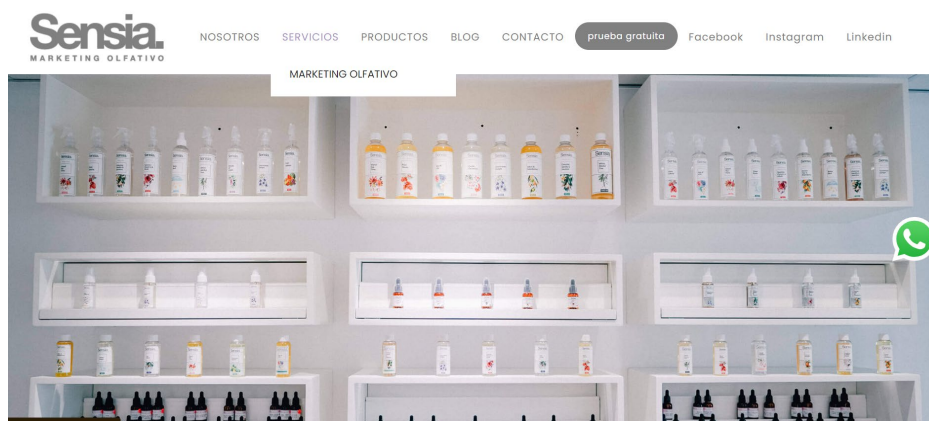 Sensia.
MARKETING OLFATIVO
NOSOTROS SERVICIOS PRODUCTOS BLOG CONTACTO prueba gratuita Facebook Instagram Linkedin
MARKETING OLFATIVO